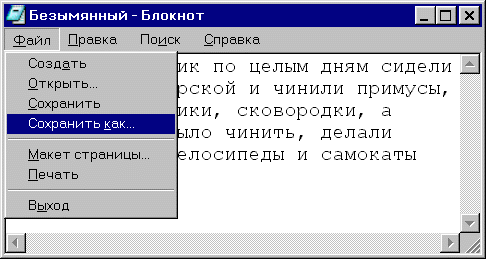 Безымянный - Блокнот
Файл Правка Поиск Справка
Создать
Открыть...
Сохранить
Сохранить как...
Макет страницы...
Печать
Выход
ик по целым дням сидели
рской и чинили примусы,
ики, сковородки, а
ыло чинить, делали
елосипеды и самокаты